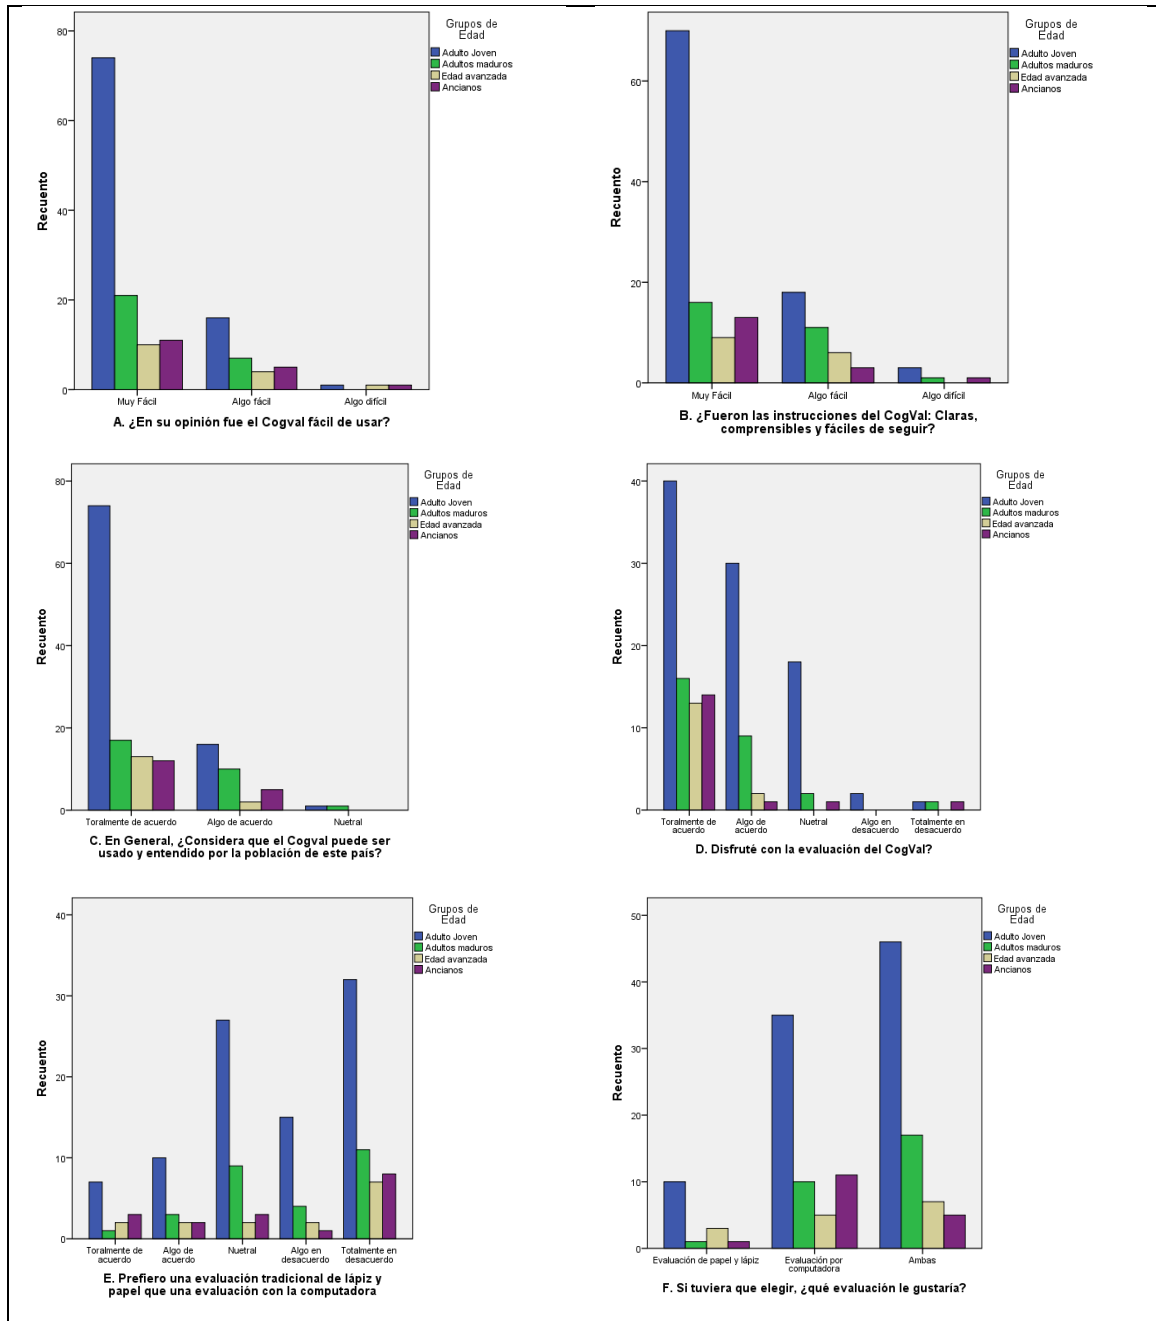 Grupos de
Edad
Adulto Joven
Adultos maduros
Edad avanzada
Ancianos
80
60
40
20
0
Recuento
Muy Fácil
Algo fácil
Algo difícil
A. ¿En su opinión fue el Cogval fácil de usar?
Grupos de
Edad
Adulto Joven
Adultos maduros
Edad avanzada
Ancianos
60
40
20
0
Recuento
Muy Fácil
Algo fácil
Algo difícil
B. ¿Fueron las instrucciones del CogVal: Claras,
comprensibles y fáciles de seguir?
Grupos de
Edad
Adulto Joven
Adultos maduros
Edad avanzada
Ancianos
80
60
40
20
0
Recuento
Toralmente de acuerdo
Algo de acuerdo
Nuetral
C. En General, ¿Considera que el Cogval puede ser
usado y entendido por la población de este país?
Grupos de
Edad
Adulto Joven
Adultos maduros
Edad avanzada
Ancianos
40
30
20
10
0
Recuento
Toralmente de
acuerdo
Algo de
acuerdo
Nuetral
Algo en
desacuerdo
Totalmente en
desacuerdo
D. Disfruté con la evaluación del CogVal?
Grupos de
Edad
Adulto Joven
Adultos maduros
Edad avanzada
Ancianos
40
30
20
10
0
Recuento
Toralmente de
acuerdo
Algo de
acuerdo
Nuetral
Algo en
desacuerdo
Totalmente en
desacuerdo
E. Prefiero una evaluación tradicional de lápiz y
papel que una evaluación con la computadora
Grupos de
Edad
Adulto Joven
Adultos maduros
Edad avanzada
Ancianos
50
40
30
20
10
0
Recuento
Evaluación de papel y lápiz
Evaluación por
computadora
Ambas
F. Si tuviera que elegir, ¿qué evaluación le gustaría?